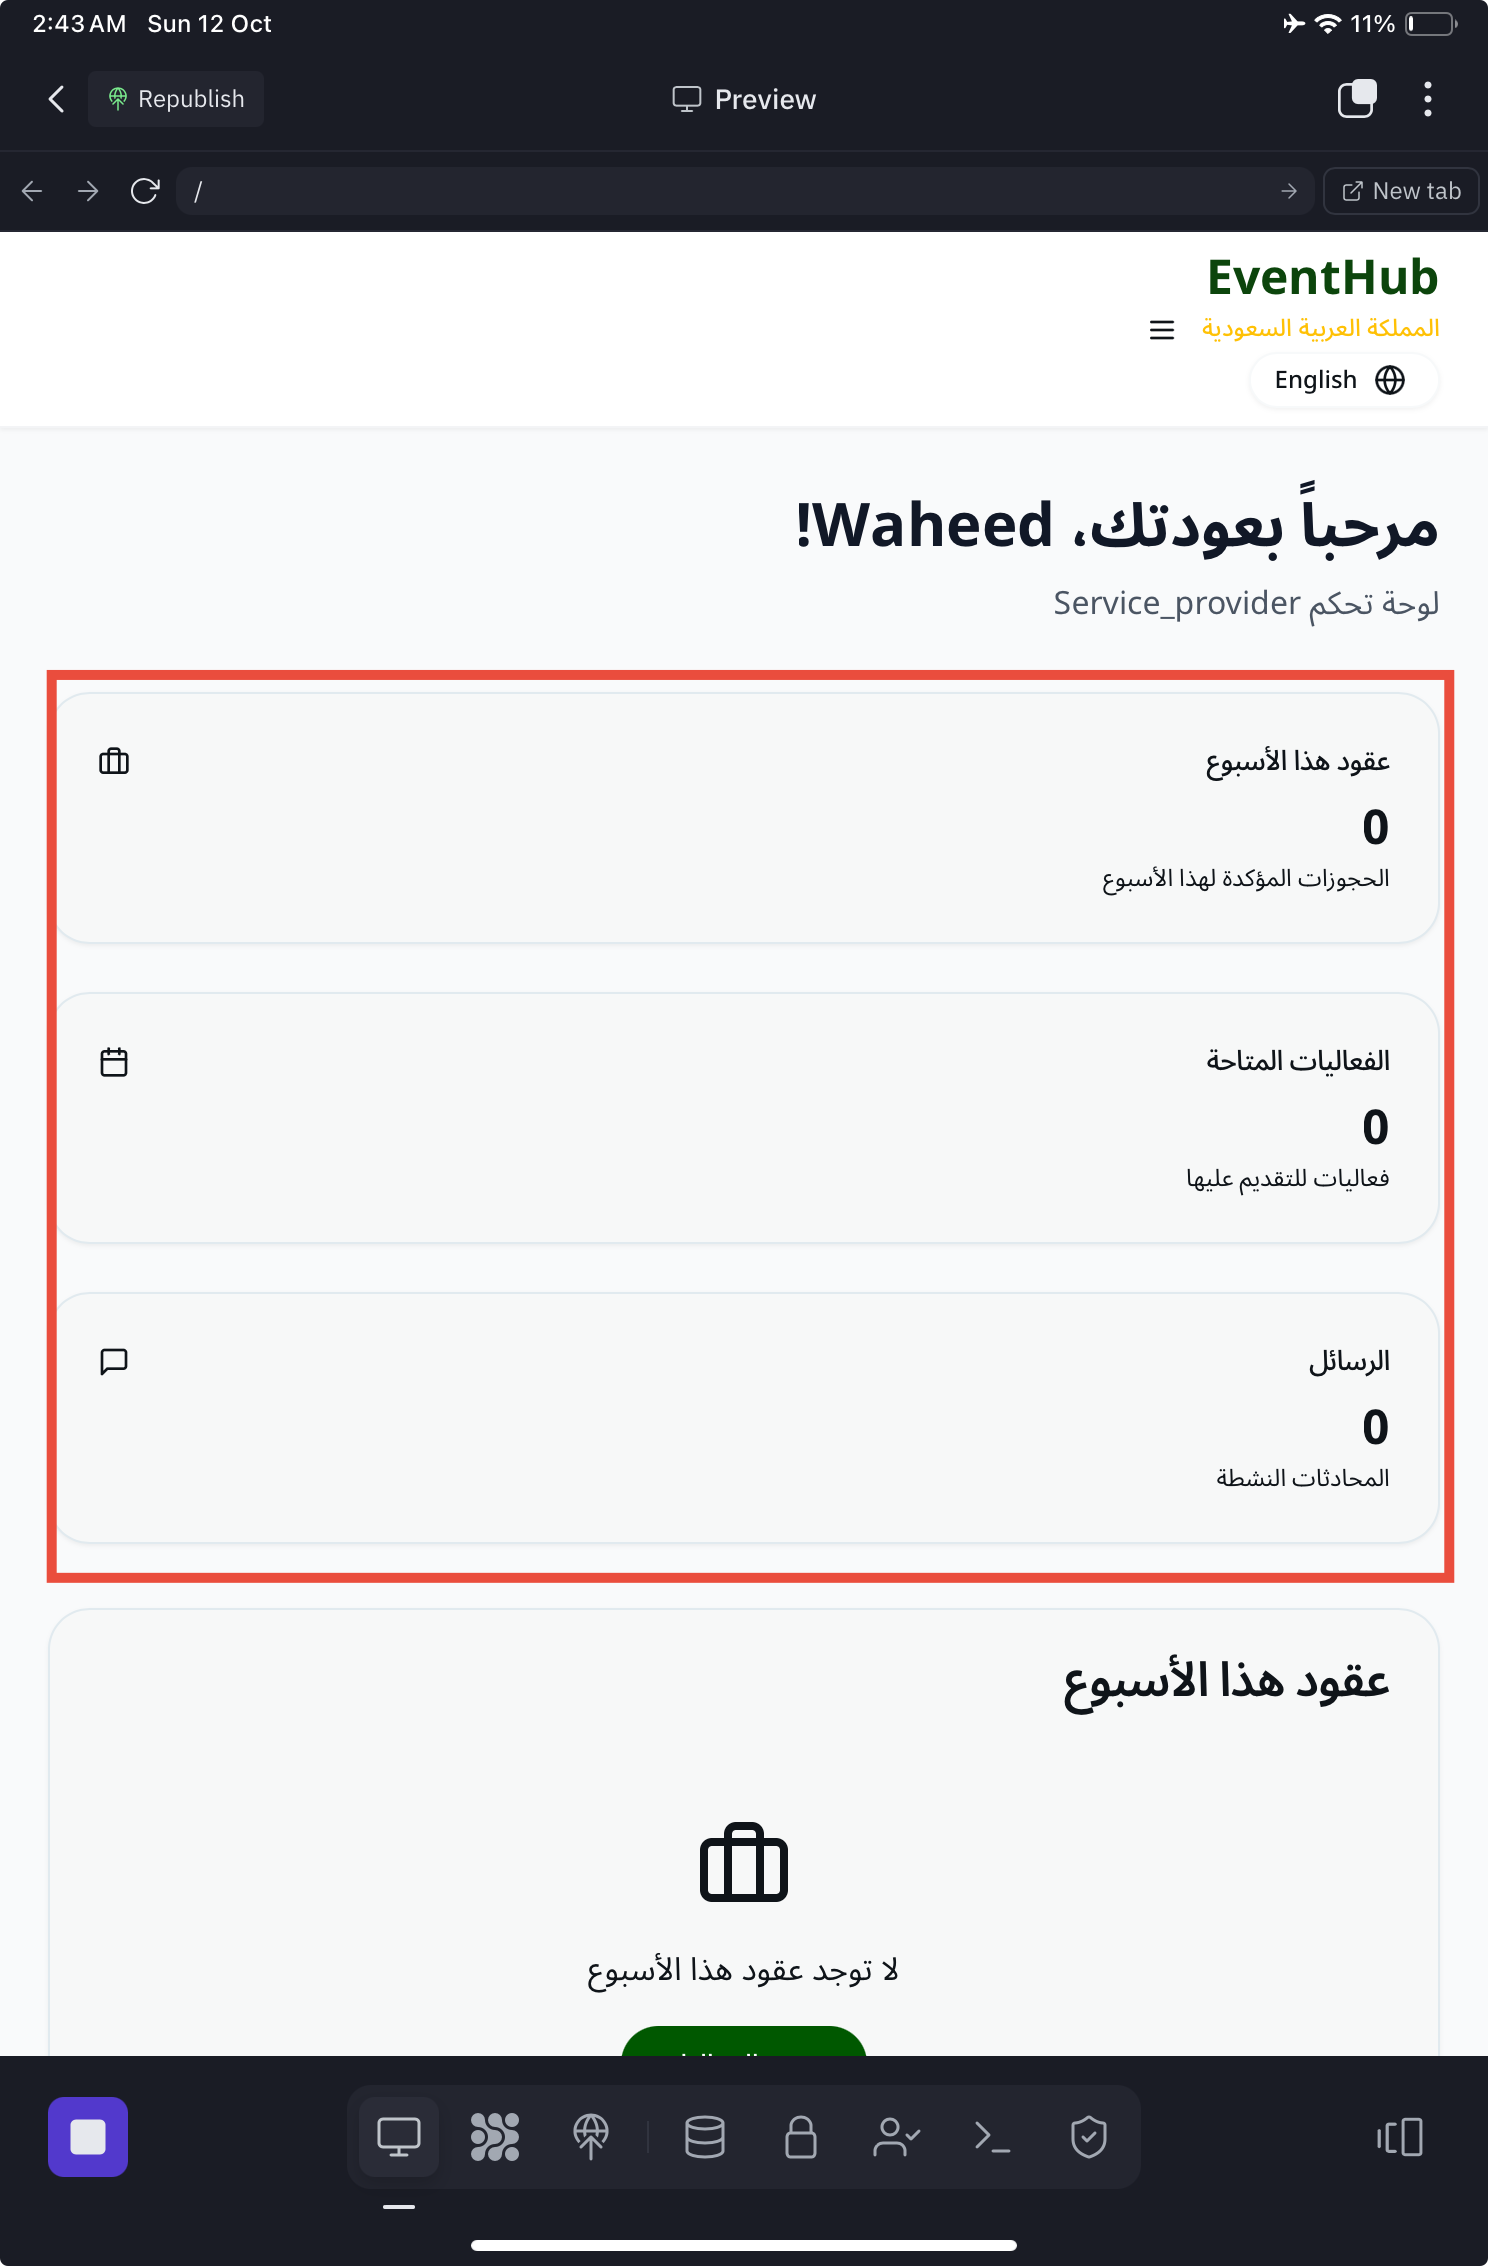 2:43 AM Sun 12 Oct
11%
Republish
Preview
/
New tab
EventHub
المملكة العربية السعودية
English
مرحباً بعودتك، Waheed!
لوحة تحكم Service_provider
عقود هذا الأسبوع
0
الحجوزات المؤكدة لهذا الأسبوع
الفعاليات المتاحة
0
فعاليات للتقديم عليها
الرسائل
0
المحادثات النشطة
عقود هذا الأسبوع
لا توجد عقود هذا الأسبوع